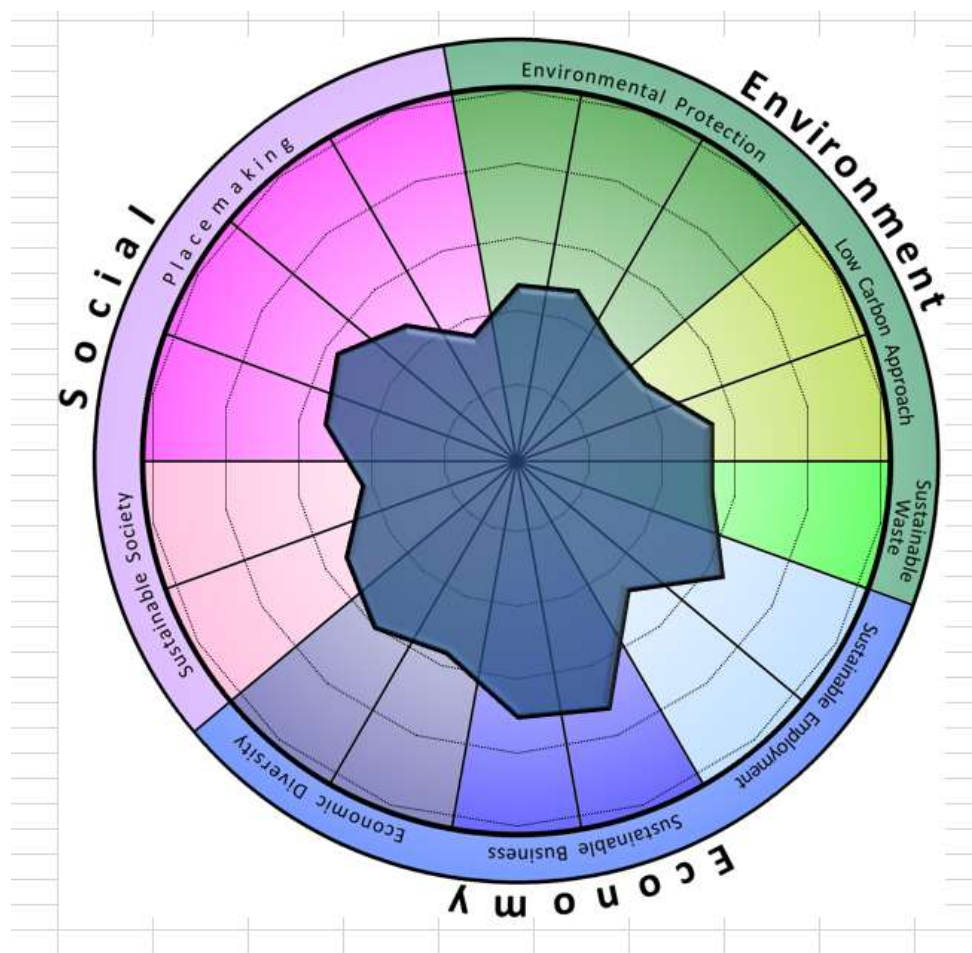 Environment
Environmental Protection
Low Carbon Approach
Sustainable
Waste
Economy
Sustainable Employment
Sustainable Business
Economic Diversity
Social
Sustainable Society
Placemaking